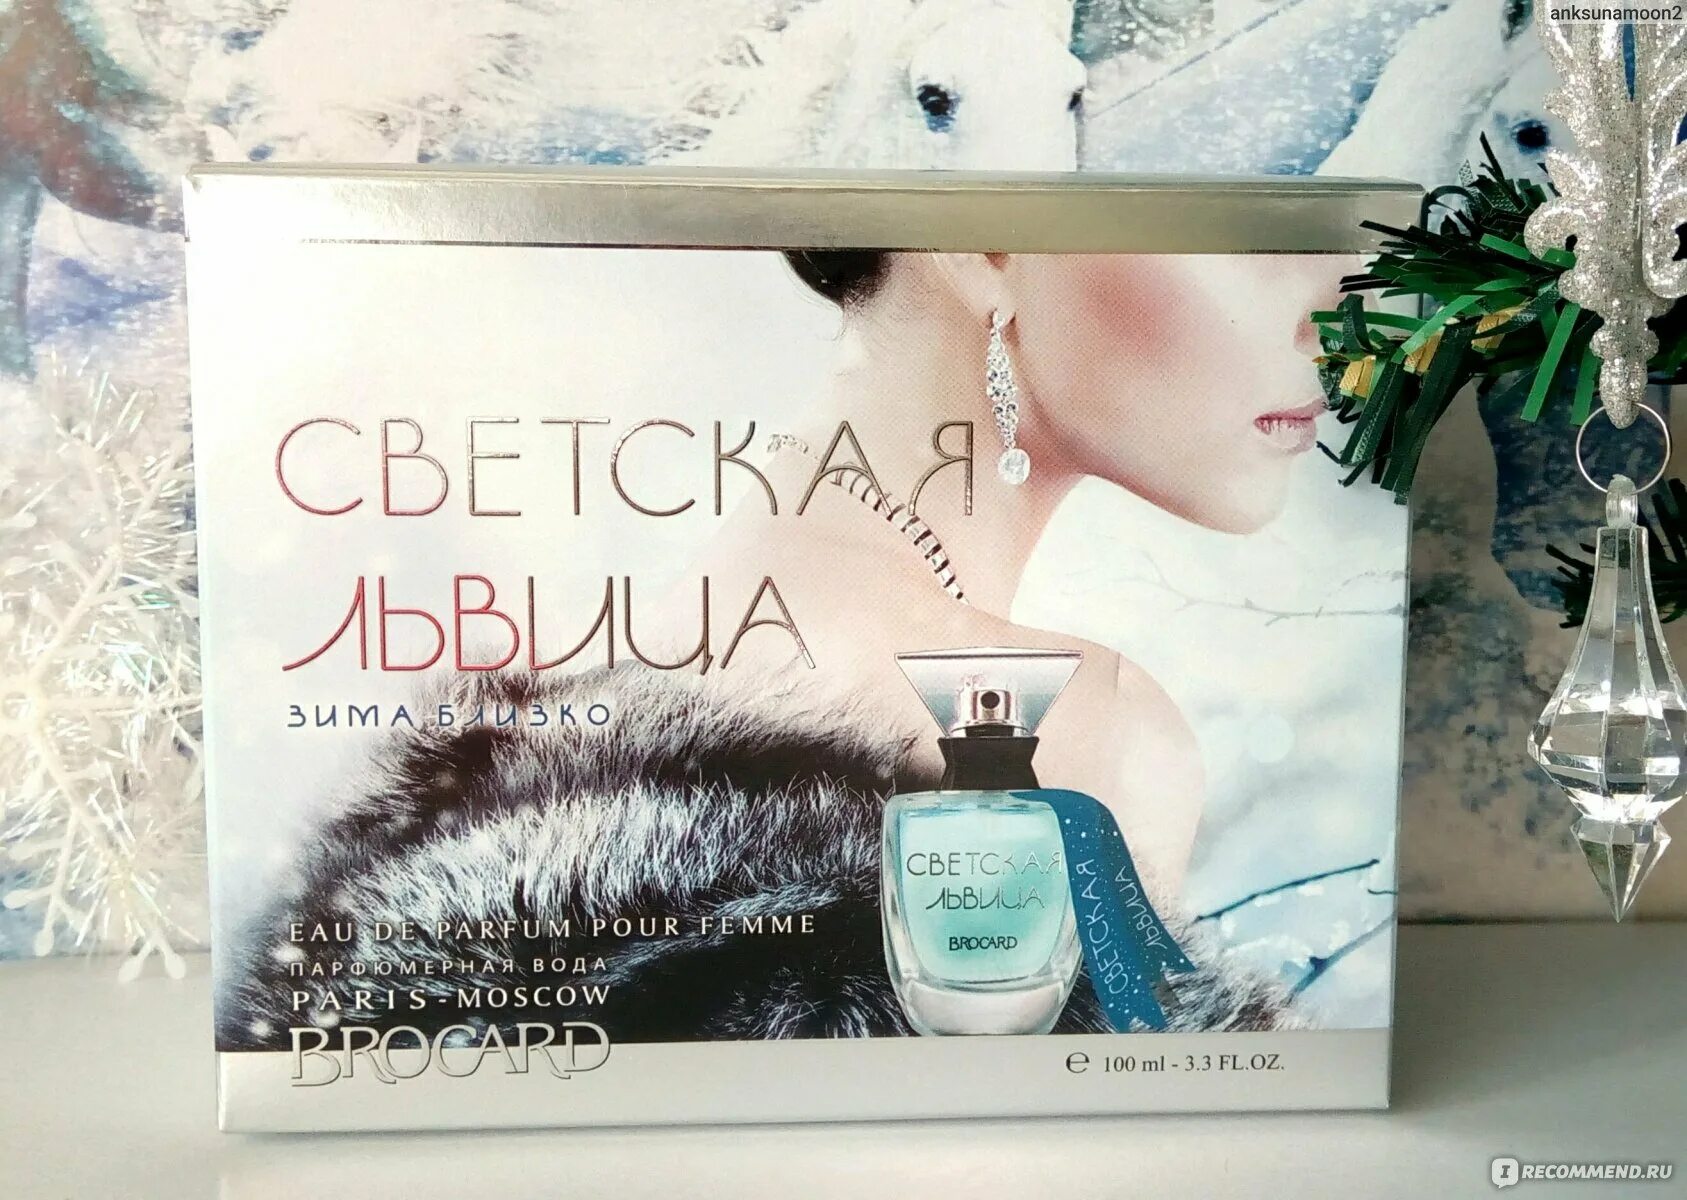 anksunamoon2
СВЕТСКАЯ
ЛЬВИЦА
ЗИМА БЛИЗКО
EAU DE PARFUM POUR FEMME
ПАРФЮМЕРНАЯ ВОДА
PARIS-MOSCOW
BROCARD
СВЕТСКАЯ
ЛЬВИЦА
BROCARD
СВЕТСКАЯ
ЛЬВИЦА
℮ 100 ml - 3.3 FL.OZ.
I RECOMMEND.RU